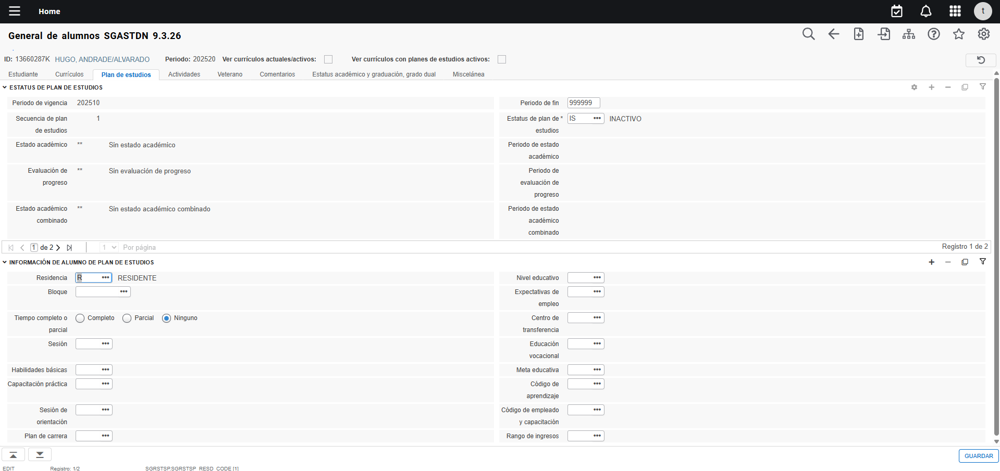 Home
t
General de alumnos SGASTDN 9.3.26
ID: 13660287K HUGO, ANDRADE/ALVARADO Periodo: 202520 Ver currículos actuales/activos: Ver currículos con planes de estudios activos:
Estudiante Currículos Plan de estudios Actividades Veterano Comentarios Estatus académico y graduación, grado dual Miscelánea
ESTATUS DE PLAN DE ESTUDIOS
Periodo de vigencia 202510 Periodo de fin 999999
Secuencia de plan de estudios 1 Estatus de plan de estudios * IS ••• INACTIVO
Estado académico ** Sin estado académico Periodo de estado académico
Evaluación de progreso ** Sin evaluación de progreso Periodo de evaluación de progreso
Estado académico combinado ** Sin estado académico combinado Periodo de estado académico combinado
1 de 2 1 Por página Registro 1 de 2
INFORMACIÓN DE ALUMNO DE PLAN DE ESTUDIOS
Residencia R ••• RESIDENTE Nivel educativo •••
Bloque ••• Expectativas de empleo •••
Tiempo completo o parcial Completo Parcial Ninguno Centro de transferencia •••
Sesión ••• Educación vocacional •••
Habilidades básicas ••• Meta educativa •••
Capacitación práctica ••• Código de aprendizaje •••
Sesión de orientación ••• Código de empleado y capacitación •••
Plan de carrera ••• Rango de ingresos •••
GUARDAR
EDIT Registro: 1/2 SGRSTSP.SGRSTSP_RESD_CODE [1]